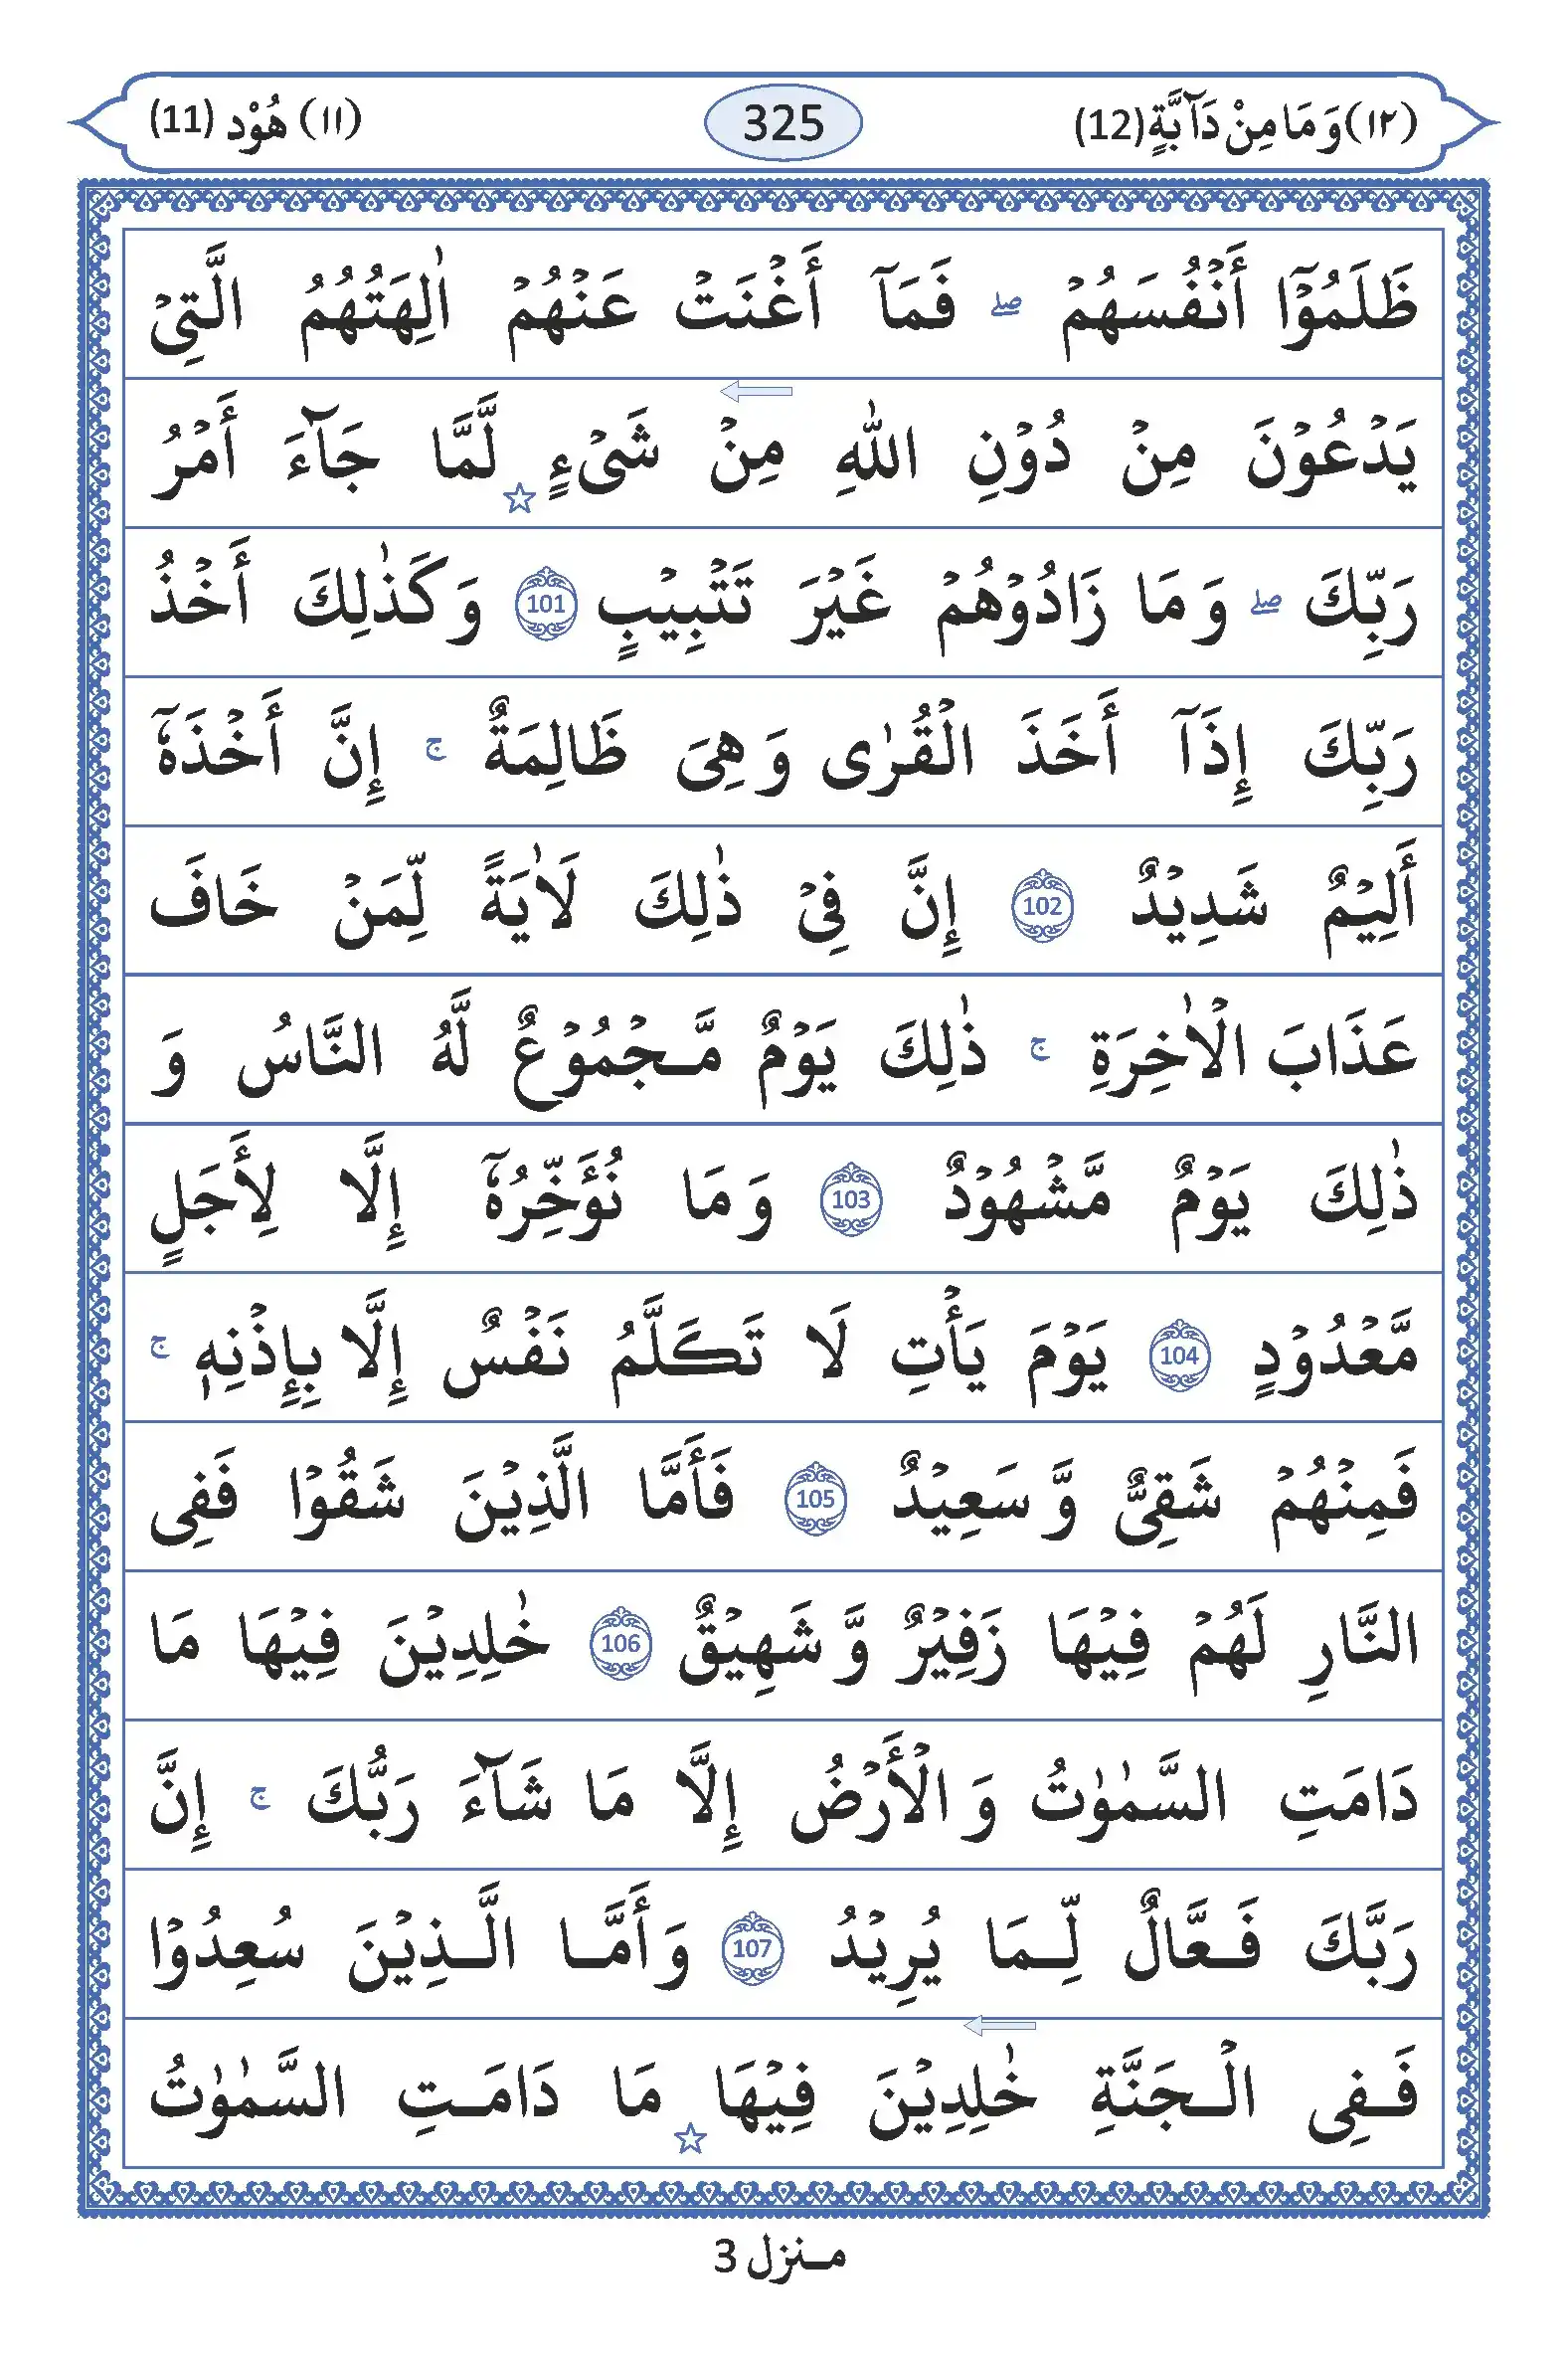 (١٢) وَمَا مِنْ دَآبَّةٍ (12) 325 (١١) هُوْد (11)
ظَلَمُوْٓا أَنْفُسَهُمْ ۖ فَمَآ أَغْنَتْ عَنْهُمْ اٰلِهَتُهُمُ الَّتِىْ
يَدْعُوْنَ مِنْ دُوْنِ اللّٰهِ مِنْ شَىْءٍ ☆ لَّمَّا جَآءَ أَمْرُ
رَبِّكَ ۖ وَمَا زَادُوْهُمْ غَيْرَ تَتْبِيْبٍ 101 وَكَذٰلِكَ أَخْذُ
رَبِّكَ إِذَآ أَخَذَ الْقُرٰى وَهِىَ ظَالِمَةٌ ۚ إِنَّ أَخْذَهٗٓ
أَلِيْمٌ شَدِيْدٌ 102 إِنَّ فِىْ ذٰلِكَ لَاٰيَةً لِّمَنْ خَافَ
عَذَابَ الْاٰخِرَةِ ۚ ذٰلِكَ يَوْمٌ مَّجْمُوْعٌ لَّهُ النَّاسُ وَ
ذٰلِكَ يَوْمٌ مَّشْهُوْدٌ 103 وَمَا نُؤَخِّرُهٗٓ إِلَّا لِأَجَلٍ
مَّعْدُوْدٍ 104 يَوْمَ يَأْتِ لَا تَكَلَّمُ نَفْسٌ إِلَّا بِإِذْنِهٖ ۚ
فَمِنْهُمْ شَقِىٌّ وَّسَعِيْدٌ 105 فَأَمَّا الَّذِيْنَ شَقُوْا فَفِى
النَّارِ لَهُمْ فِيْهَا زَفِيْرٌ وَّشَهِيْقٌ 106 خٰلِدِيْنَ فِيْهَا مَا
دَامَتِ السَّمٰوٰتُ وَالْأَرْضُ إِلَّا مَا شَآءَ رَبُّكَ ۚ إِنَّ
رَبَّكَ فَعَّالٌ لِّمَا يُرِيْدُ 107 وَأَمَّا الَّذِيْنَ سُعِدُوْا
فَفِى الْجَنَّةِ خٰلِدِيْنَ فِيْهَا ☆ مَا دَامَتِ السَّمٰوٰتُ
منزل 3